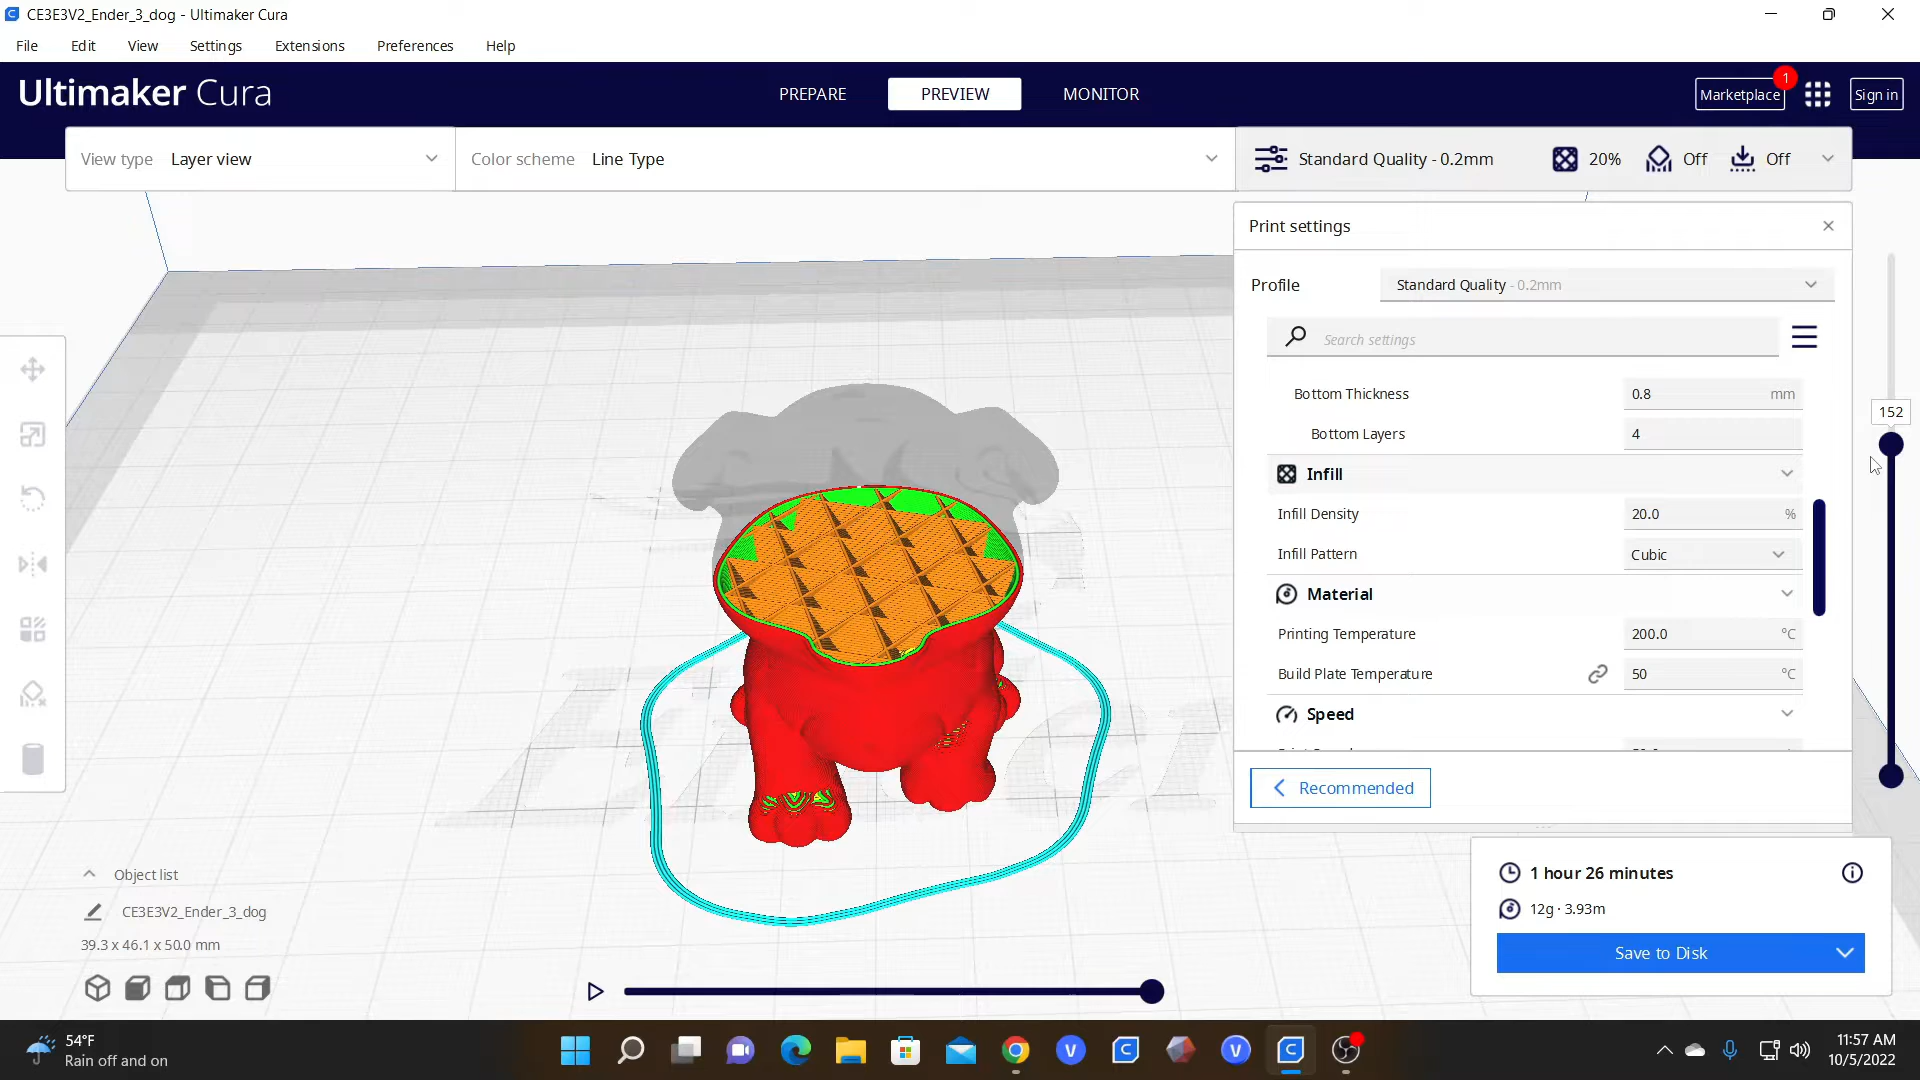 CE3E3V2_Ender_3_dog - Ultimaker Cura
File Edit View Settings Extensions Preferences Help
Ultimaker Cura
PREPARE PREVIEW MONITOR
Marketplace 1
Sign in
View type Layer view
Color scheme Line Type
Standard Quality - 0.2mm 20% Off Off
Print settings
Profile Standard Quality - 0.2mm
Search settings
Bottom Thickness 0.8 mm
152
Bottom Layers 4
Infill
Infill Density 20.0 %
Infill Pattern Cubic
Material
Printing Temperature 200.0 °C
Build Plate Temperature 50 °C
Speed
Recommended
Object list
CE3E3V2_Ender_3_dog
39.3 x 46.1 x 50.0 mm
1 hour 26 minutes
12g · 3.93m
Save to Disk
54°F
Rain off and on
11:57 AM
10/5/2022